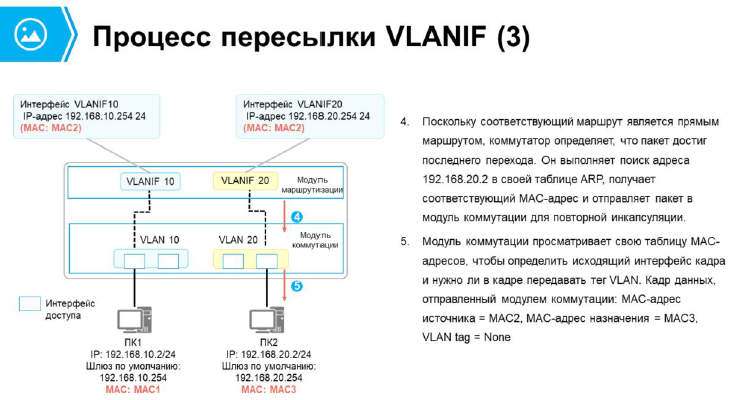 Процесс пересылки VLANIF (3)
Интерфейс VLANIF10
IP-адрес 192.168.10.254 24
(MAC: MAC2)
Интерфейс VLANIF20
IP-адрес 192.168.20.254 24
(MAC: MAC2)
VLANIF 10
VLANIF 20
Модуль
маршрутизации
4
Модуль
коммутации
VLAN 10
VLAN 20
5
Интерфейс
доступа
ПК1
IP: 192.168.10.2/24
Шлюз по умолчанию:
192.168.10.254
MAC: MAC1
ПК2
IP: 192.168.20.2/24
Шлюз по умолчанию:
192.168.20.254
MAC: MAC3
4. Поскольку соответствующий маршрут является прямым
маршрутом, коммутатор определяет, что пакет достиг
последнего перехода. Он выполняет поиск адреса
192.168.20.2 в своей таблице ARP, получает
соответствующий MAC-адрес и отправляет пакет в
модуль коммутации для повторной инкапсуляции.
5. Модуль коммутации просматривает свою таблицу MAC-
адресов, чтобы определить исходящий интерфейс кадра
и нужно ли в кадре передавать тег VLAN. Кадр данных,
отправленный модулем коммутации: MAC-адрес
источника = MAC2, MAC-адрес назначения = MAC3,
VLAN tag = None